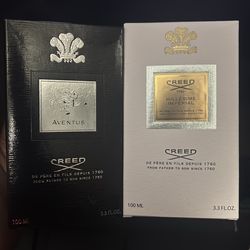 AVENTUS
CREED
DE PÈRE EN FILS DEPUIS 1760
FROM FATHER TO SON SINCE 1760
100 ML
3.3 FL.OZ.
CREED
MILLESIME
IMPERIAL
CREED
DE PÈRE EN FILS DEPUIS 1760
FROM FATHER TO SON SINCE 1760
100 ML
3.3 FL.OZ.